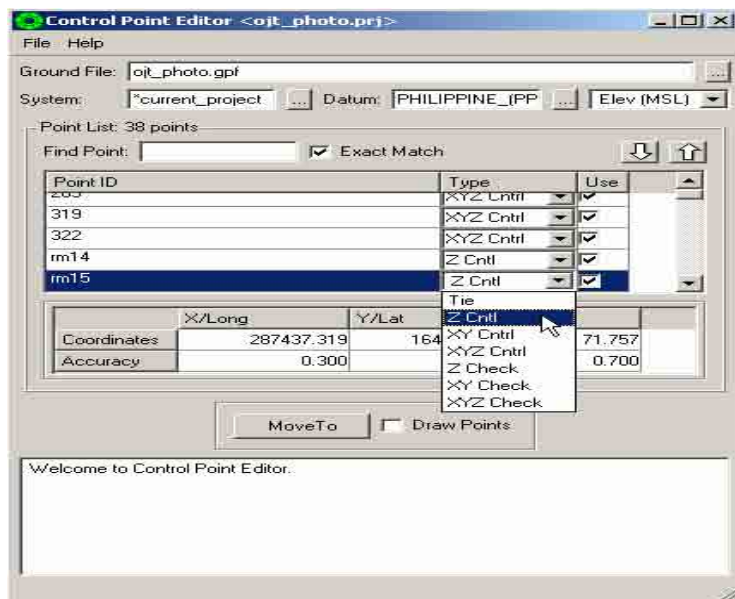 Control Point Editor <ojt_photo.prj>
File Help
Ground File: ojt_photo.gpf ...
System: *current_project ... Datum: PHILIPPINE_(PP ... Elev (MSL)
Point List: 38 points
Find Point: Exact Match
Point ID Type Use
XYZ Cntrl
319 XYZ Cntrl
322 XYZ Cntrl
rm14 Z Cntl
rm15 Z Cntl
Tie
Z Cntl
XY Cntrl
XYZ Cntrl
Z Check
XY Check
XYZ Check
X/Long Y/Lat
Coordinates 287437.319 164 71.757
Accuracy 0.300 0.700
MoveTo Draw Points
Welcome to Control Point Editor.